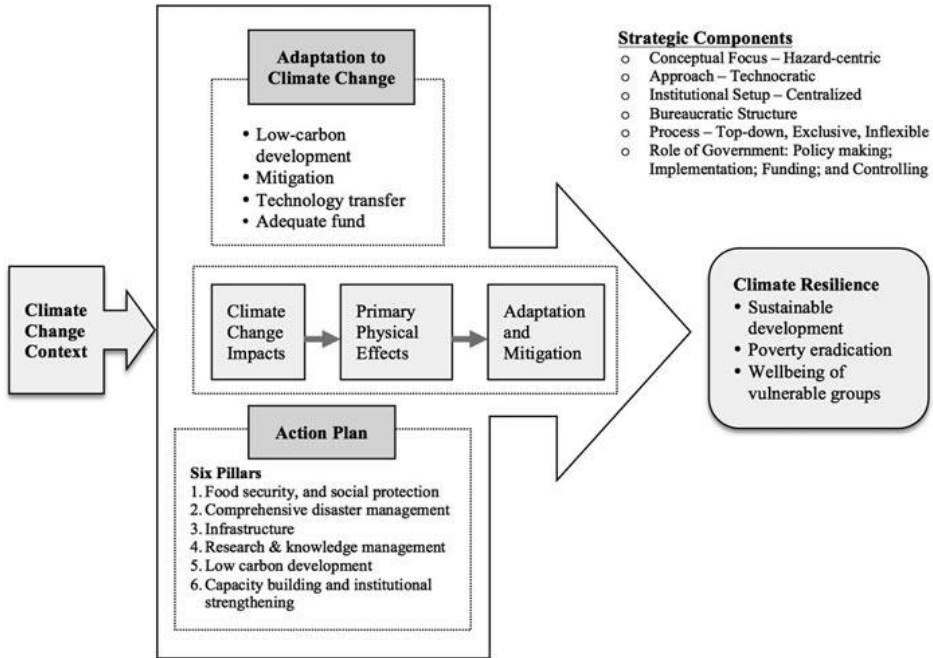 Climate
Change
Context
Adaptation to
Climate Change
• Low-carbon
development
• Mitigation
• Technology transfer
• Adequate fund
Climate
Change
Impacts
Primary
Physical
Effects
Adaptation
and
Mitigation
Action Plan
Six Pillars
1. Food security, and social protection
2. Comprehensive disaster management
3. Infrastructure
4. Research & knowledge management
5. Low carbon development
6. Capacity building and institutional
strengthening
Strategic Components
o Conceptual Focus – Hazard-centric
o Approach – Technocratic
o Institutional Setup – Centralized
o Bureaucratic Structure
o Process – Top-down, Exclusive, Inflexible
o Role of Government: Policy making;
Implementation; Funding; and Controlling
Climate Resilience
• Sustainable
development
• Poverty eradication
• Wellbeing of
vulnerable groups